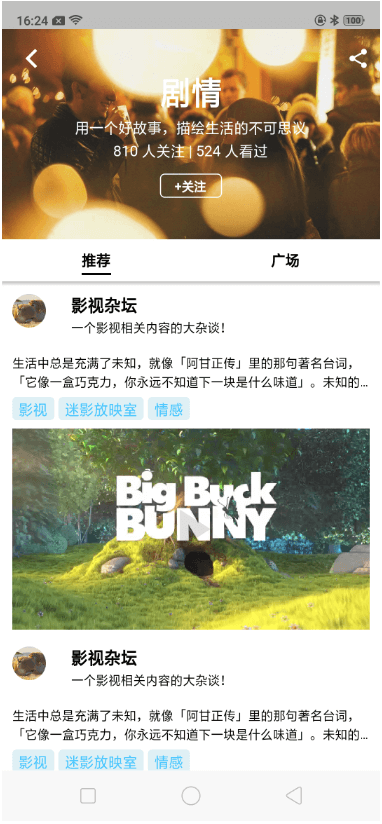 16:24
100
剧情
用一个好故事，描绘生活的不可思议
810 人关注 | 524 人看过
+关注
推荐
广场
影视杂坛
一个影视相关内容的大杂谈！
生活中总是充满了未知，就像「阿甘正传」里的那句著名台词，
「它像一盒巧克力，你永远不知道下一块是什么味道」。未知的…
影视 迷影放映室 情感
Big Buck
BUNNY
影视杂坛
一个影视相关内容的大杂谈！
生活中总是充满了未知，就像「阿甘正传」里的那句著名台词，
「它像一盒巧克力，你永远不知道下一块是什么味道」。未知的…
影视 迷影放映室 情感